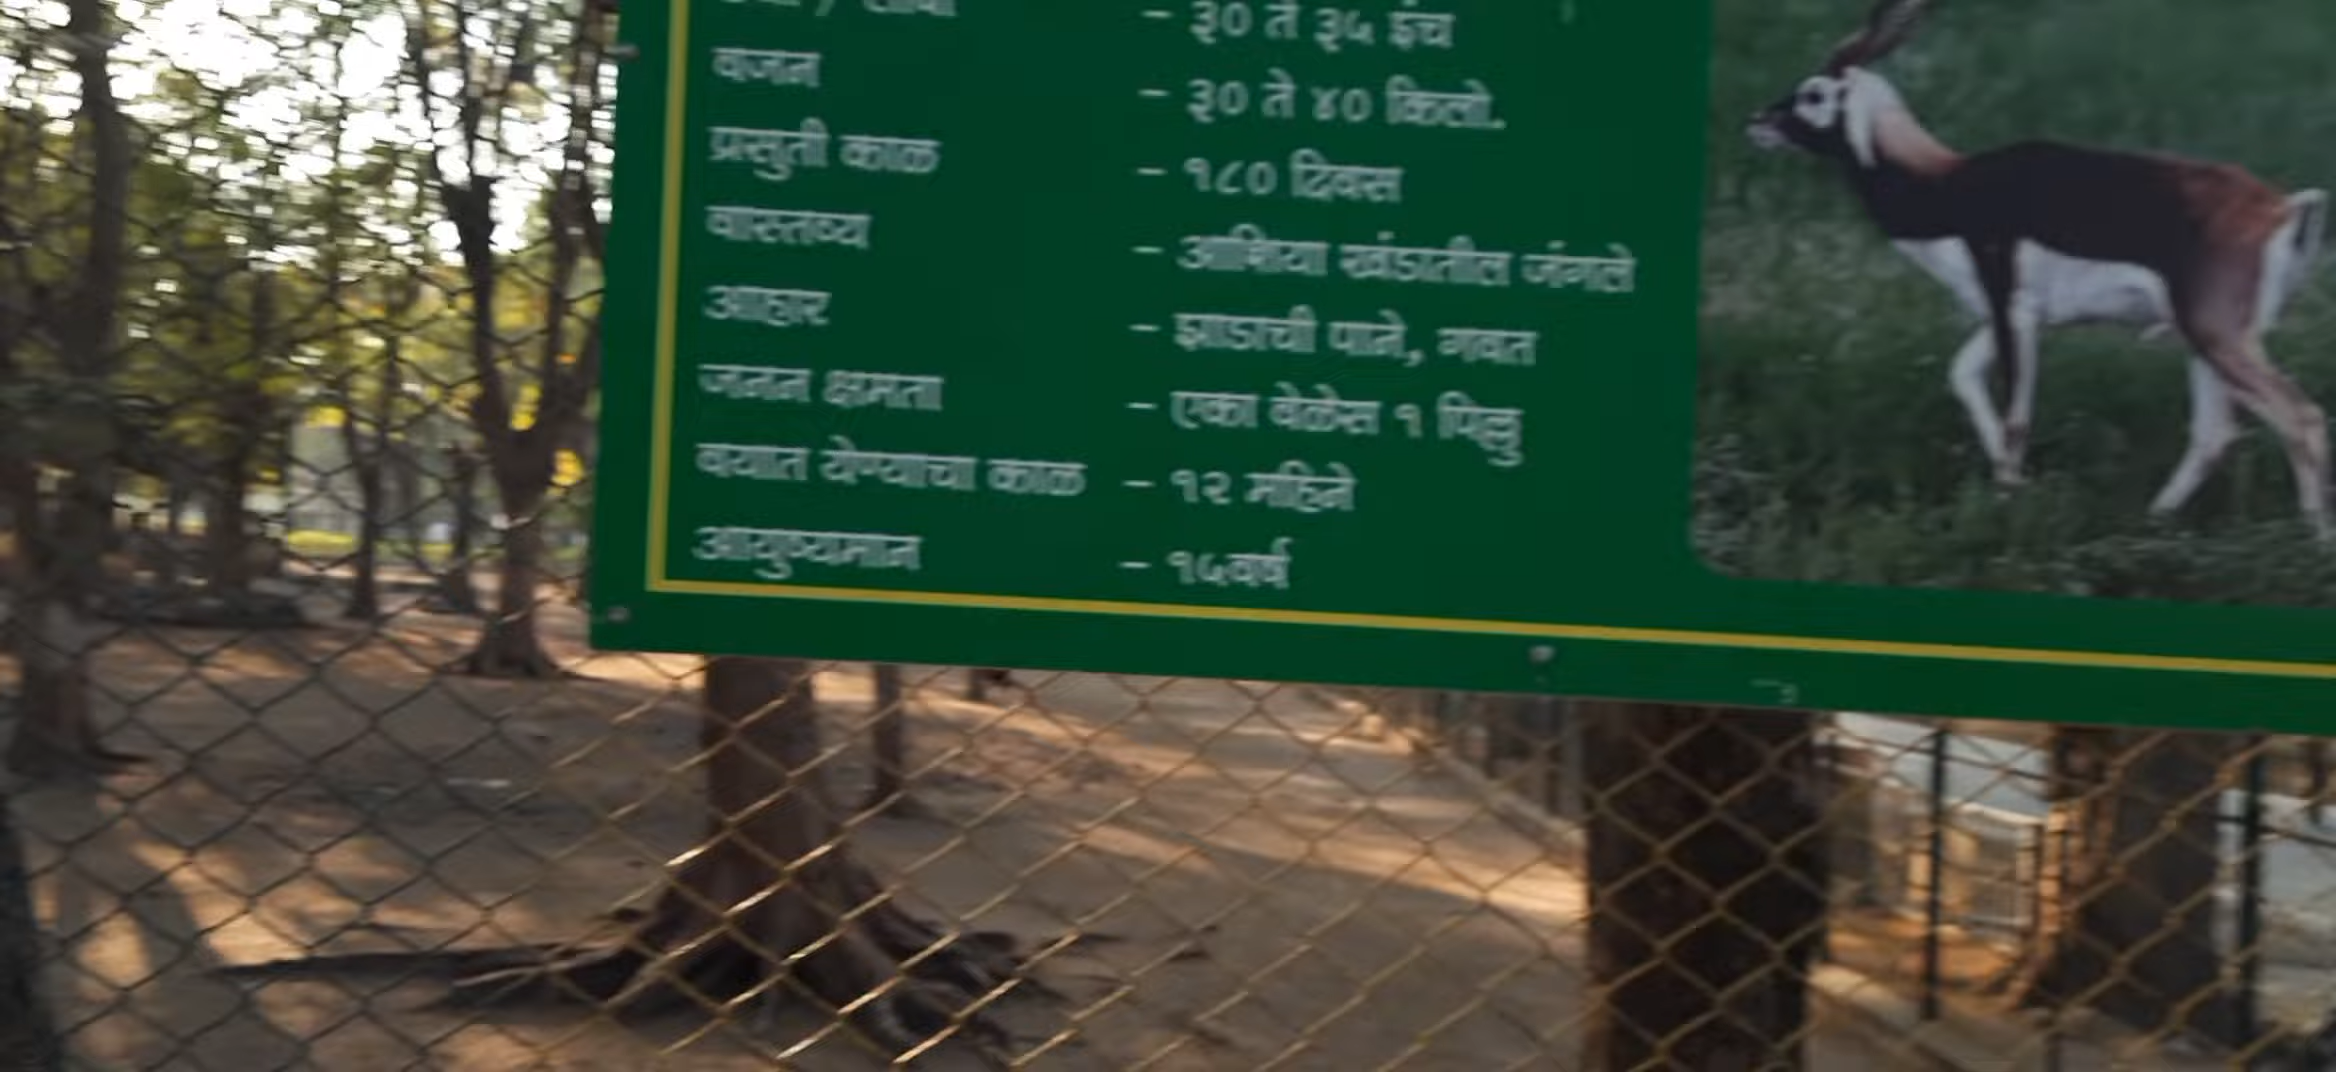 – ३० ते ३५ इंच
वजन – ३० ते ४० किलो.
प्रसुती काळ – १८० दिवस
वास्तव्य – आशिया खंडातील जंगले
आहार – झाडाची पाने, गवत
जनन क्षमता – एका वेळेस १ पिल्लु
वयात येण्याचा काळ – १२ महिने
आयुष्यमान – १५वर्ष